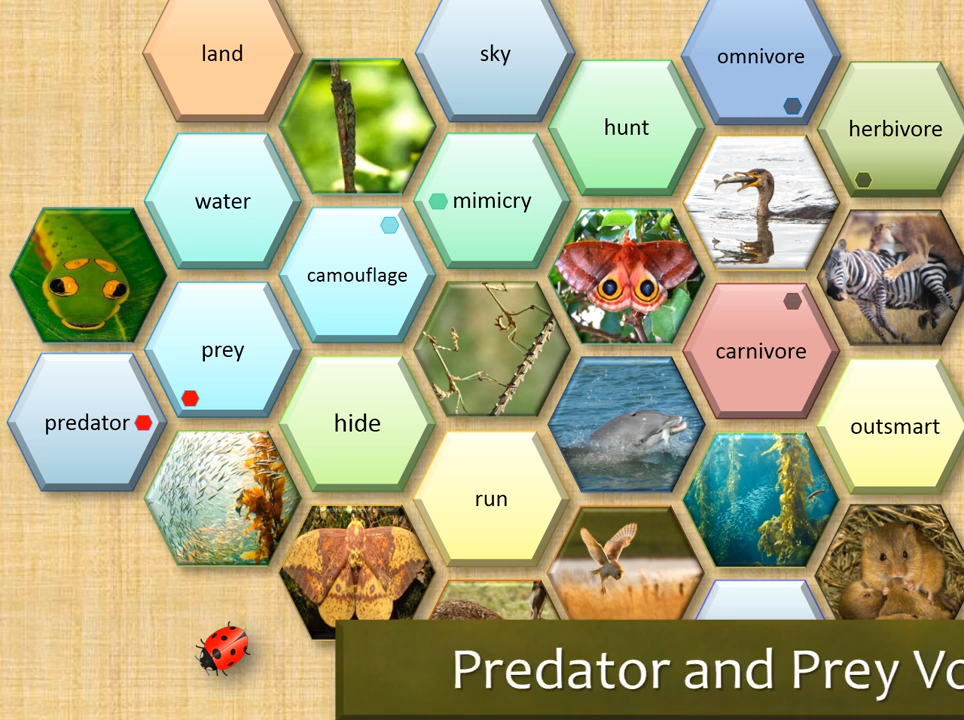 land
sky
omnivore
hunt
herbivore
water
mimicry
camouflage
prey
carnivore
predator
hide
outsmart
run
Predator and Prey Vo